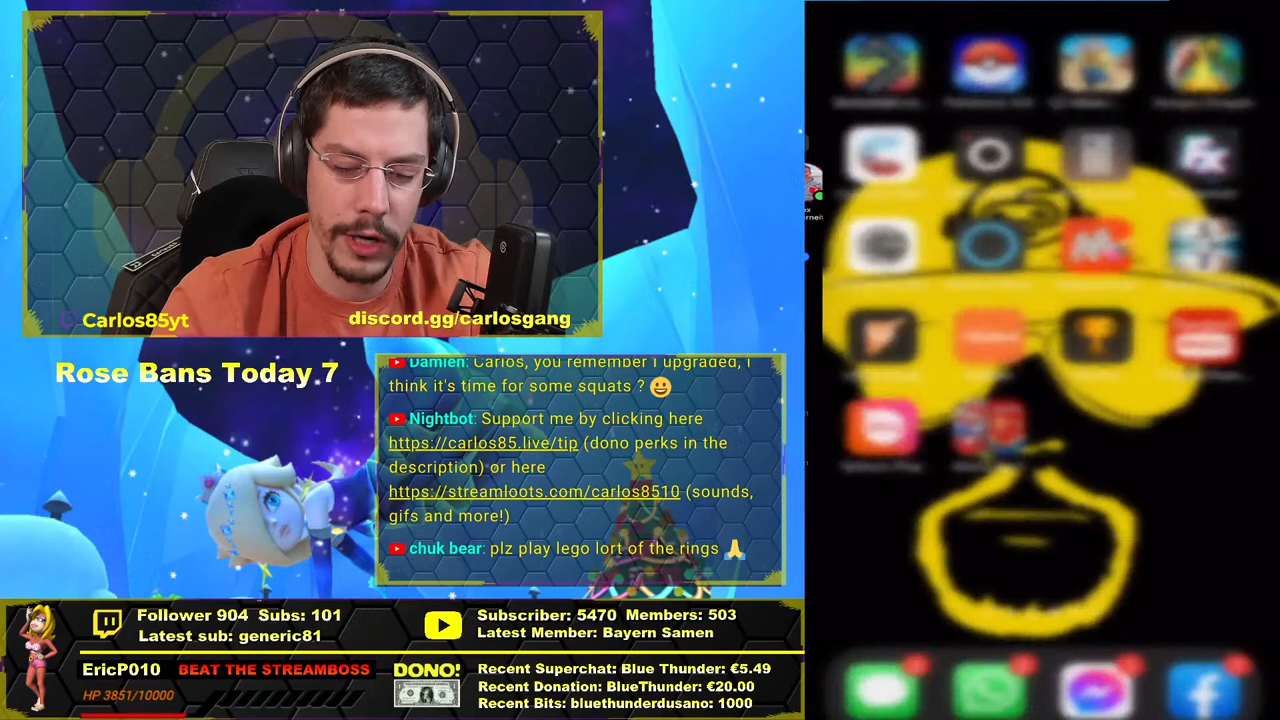 Carlos85yt
discord.gg/carlosgang
Rose Bans Today 7
Damien: Carlos, you remember I upgraded, I
think it's time for some squats ?
Nightbot: Support me by clicking here
https://carlos85.live/tip (dono perks in the
description) or here
https://streamloots.com/carlos8510 (sounds,
gifs and more!)
chuk bear: plz play lego lort of the rings
Follower 904 Subs: 101
Latest sub: generic81
Subscriber: 5470 Members: 503
Latest Member: Bayern Samen
EricP010 BEAT THE STREAMBOSS
HP 3851/10000
DONO!
Recent Superchat: Blue Thunder: €5.49
Recent Donation: BlueThunder: €20.00
Recent Bits: bluethunderdusano: 1000